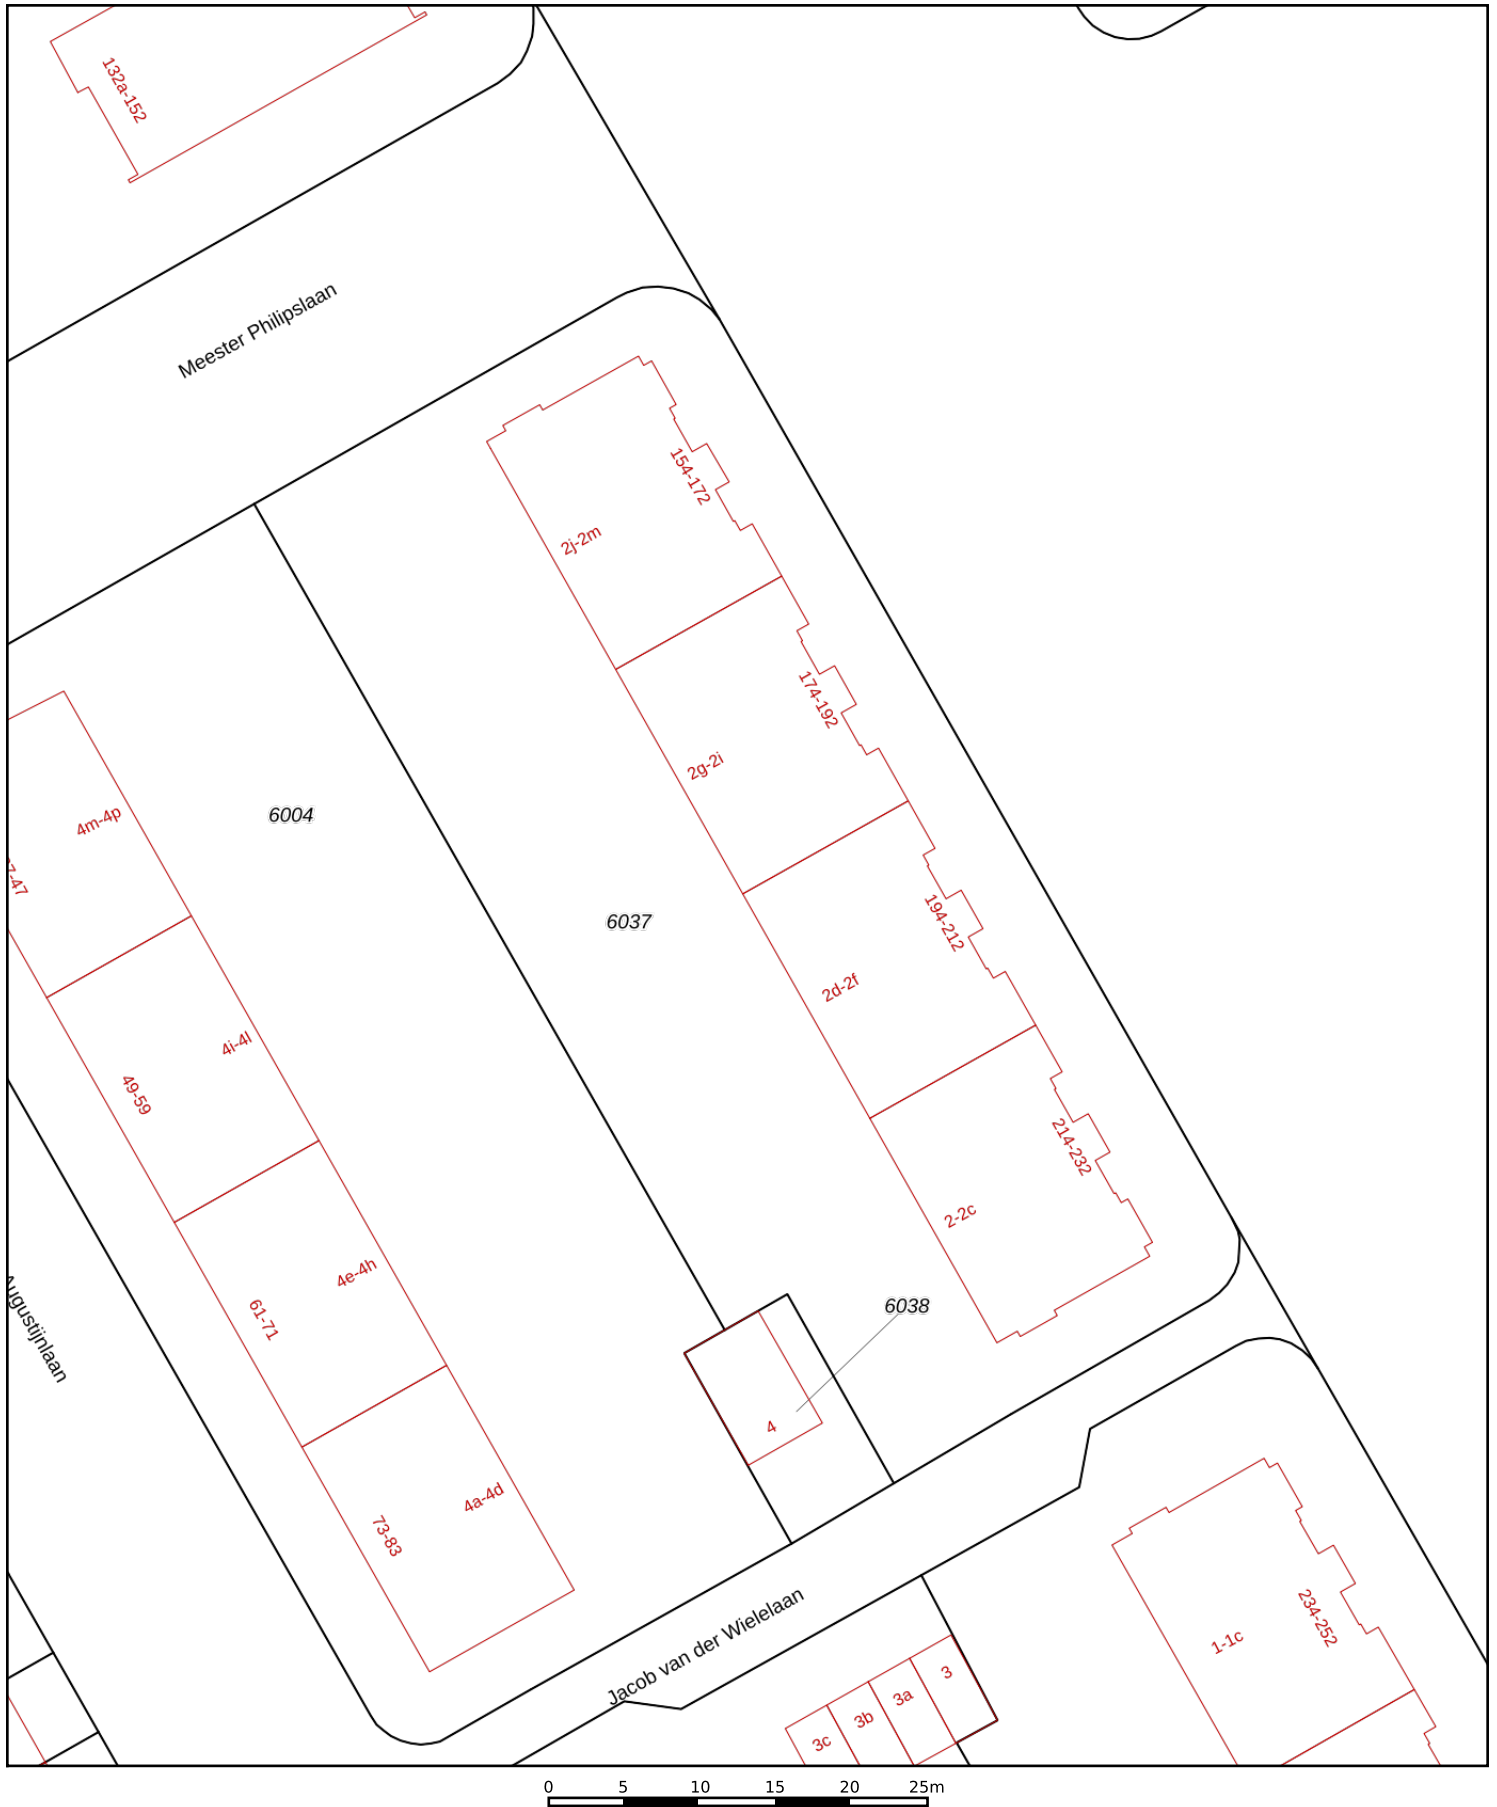 132a-152
Meester Philipslaan
154-172
2j-2m
174-192
2g-2i
4m-4p
6004
7-47
194-212
6037
2d-2f
4i-4l
49-59
214-232
2-2c
4e-4h
61-71
Augustijnlaan
6038
4
4a-4d
73-83
Jacob van der Wielelaan
234-252
1-1c
3
3a
3b
3c
0 5 10 15 20 25m